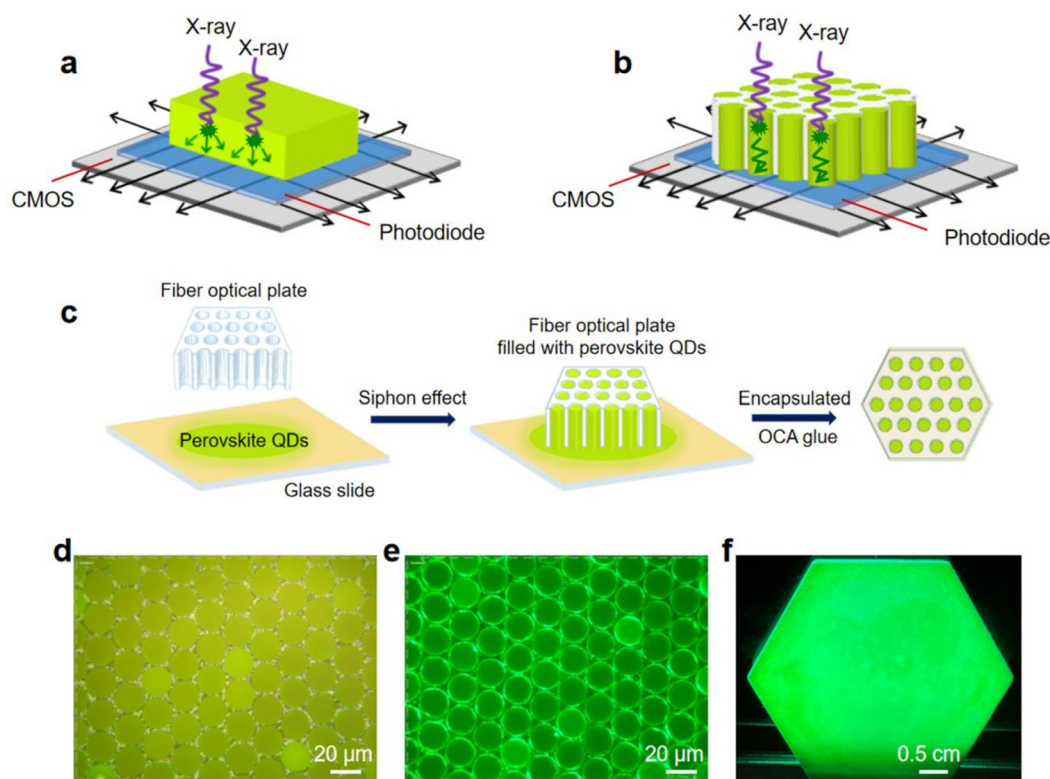 a
X-ray
X-ray
CMOS
Photodiode
b
X-ray
X-ray
CMOS
Photodiode
c
Fiber optical plate
Perovskite QDs
Glass slide
Siphon effect
Fiber optical plate
filled with perovskite QDs
Encapsulated
OCA glue
d
20 μm
e
20 μm
f
0.5 cm